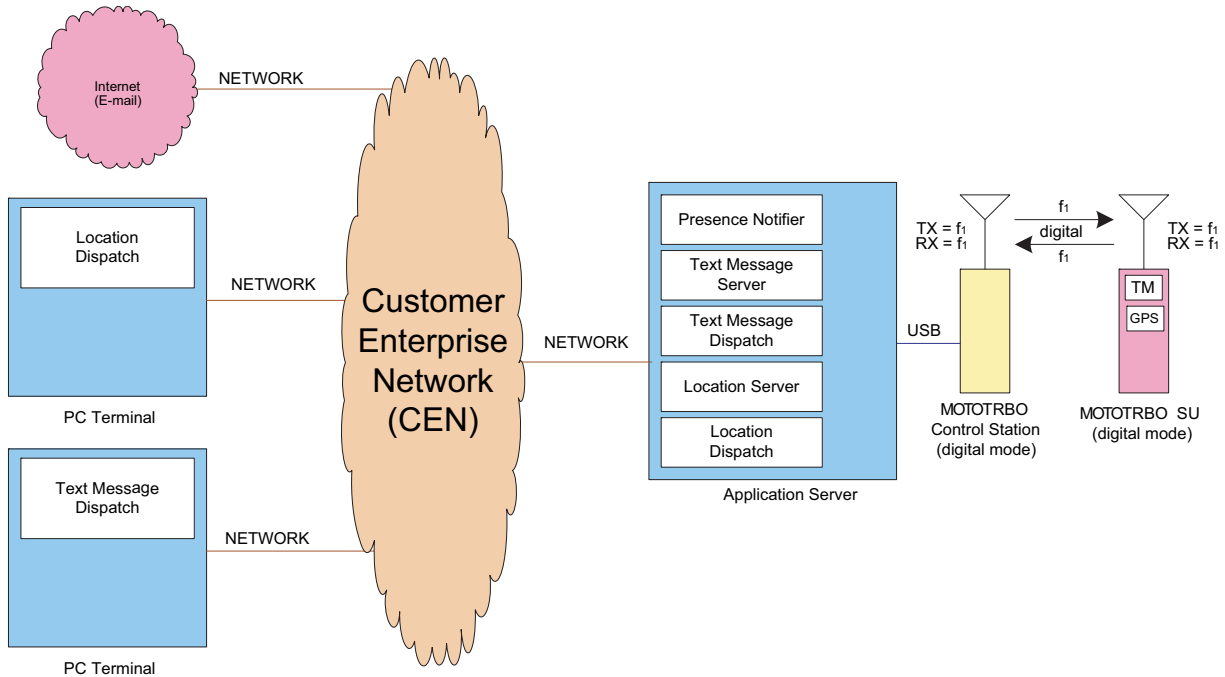 Internet
(E-mail)
NETWORK
Location
Dispatch
NETWORK
PC Terminal
Text Message
Dispatch
NETWORK
PC Terminal
Customer
Enterprise
Network
(CEN)
NETWORK
Presence Notifier
Text Message
Server
Text Message
Dispatch
Location Server
Location
Dispatch
Application Server
USB
TX = f1
RX = f1
MOTOTRBO
Control Station
(digital mode)
f1
digital
f1
TX = f1
RX = f1
TM
GPS
MOTOTRBO SU
(digital mode)